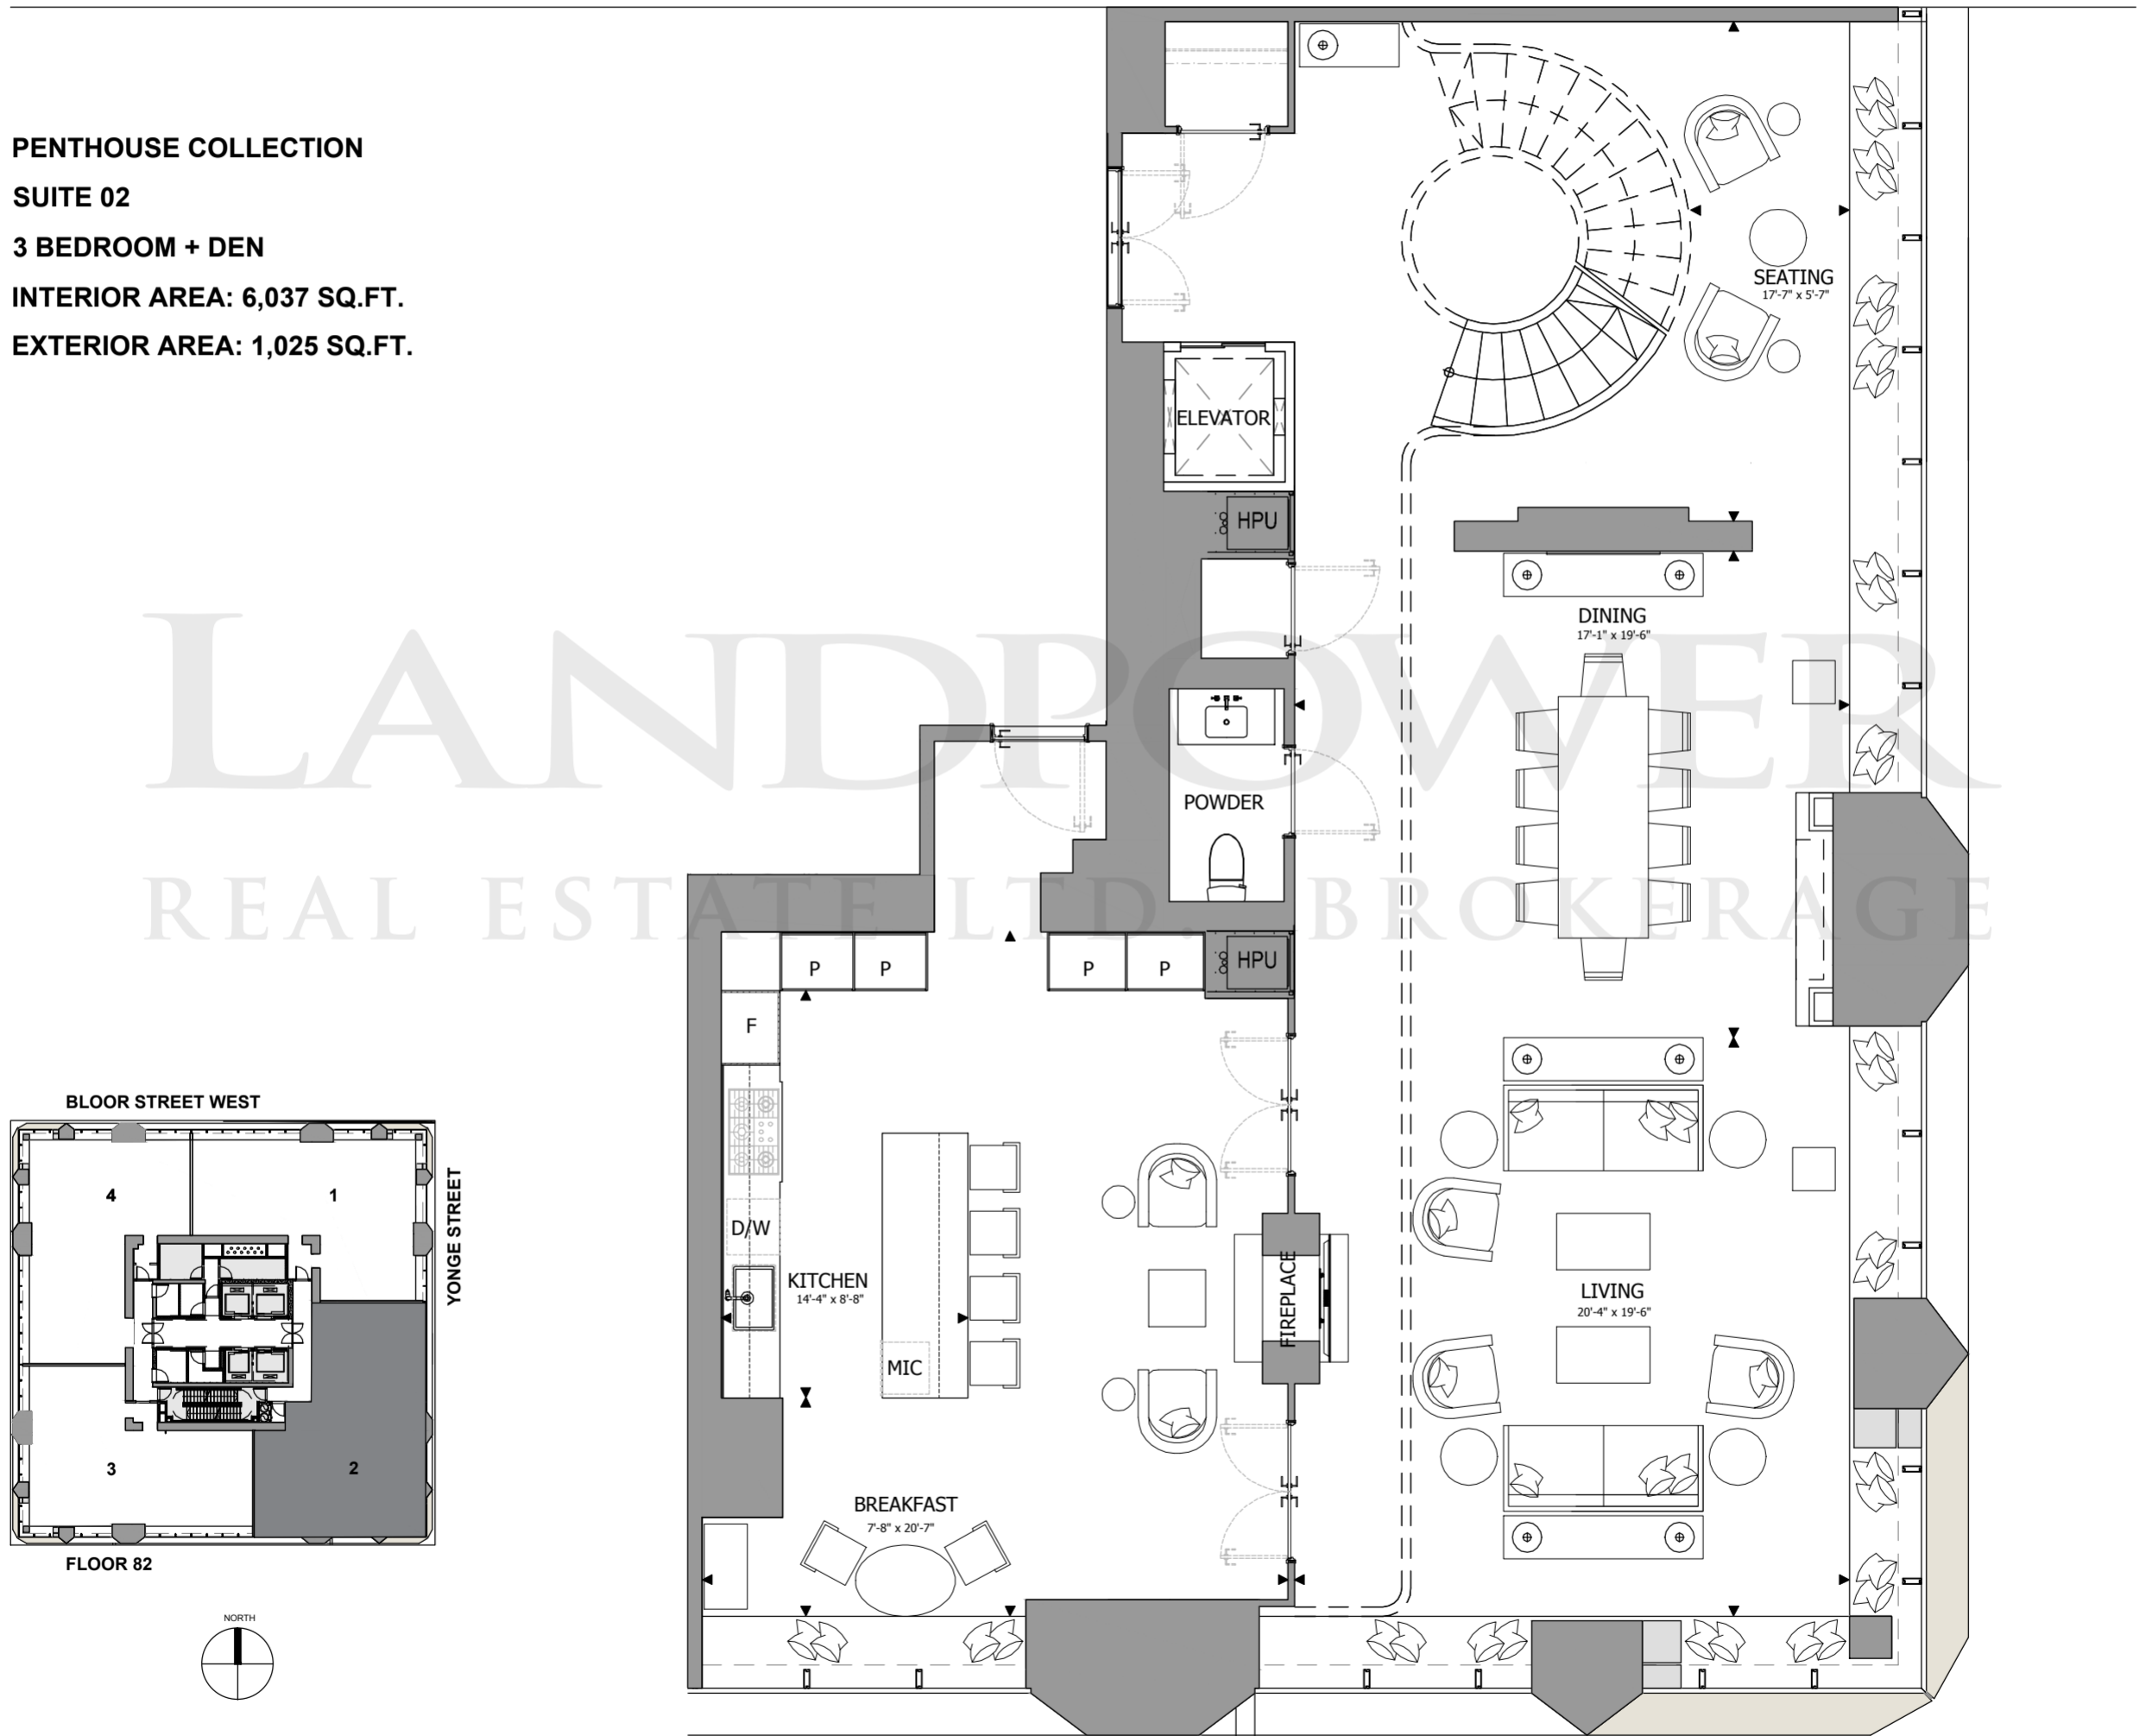 PENTHOUSE COLLECTION
SUITE 02
3 BEDROOM + DEN
INTERIOR AREA: 6,037 SQ.FT.
EXTERIOR AREA: 1,025 SQ.FT.
SEATING
17'-7" x 5'-7"
ELEVATOR
HPU
DINING
17'-1" x 19'-6"
LANDPOWER
REAL ESTATE LTD. BROKERAGE
POWDER
P
P
P
P
HPU
F
D/W
KITCHEN
14'-4" x 8'-8"
MIC
FIREPLACE
LIVING
20'-4" x 19'-6"
BREAKFAST
7'-8" x 20'-7"
BLOOR STREET WEST
YONGE STREET
4
1
3
2
FLOOR 82
NORTH